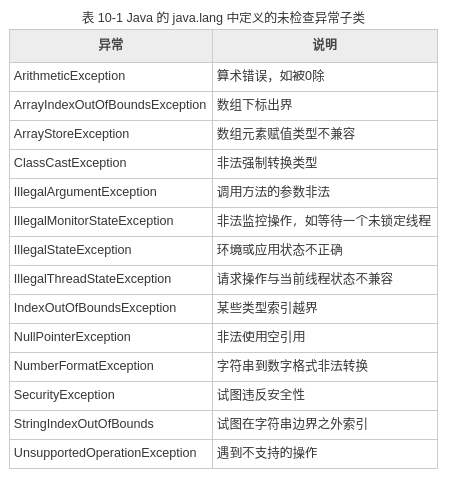 表 10-1 Java 的 java.lang 中定义的未检查异常子类
异常 说明
ArithmeticException 算术错误，如被0除
ArrayIndexOutOfBoundsException 数组下标出界
ArrayStoreException 数组元素赋值类型不兼容
ClassCastException 非法强制转换类型
IllegalArgumentException 调用方法的参数非法
IllegalMonitorStateException 非法监控操作，如等待一个未锁定线程
IllegalStateException 环境或应用状态不正确
IllegalThreadStateException 请求操作与当前线程状态不兼容
IndexOutOfBoundsException 某些类型索引越界
NullPointerException 非法使用空引用
NumberFormatException 字符串到数字格式非法转换
SecurityException 试图违反安全性
StringIndexOutOfBounds 试图在字符串边界之外索引
UnsupportedOperationException 遇到不支持的操作